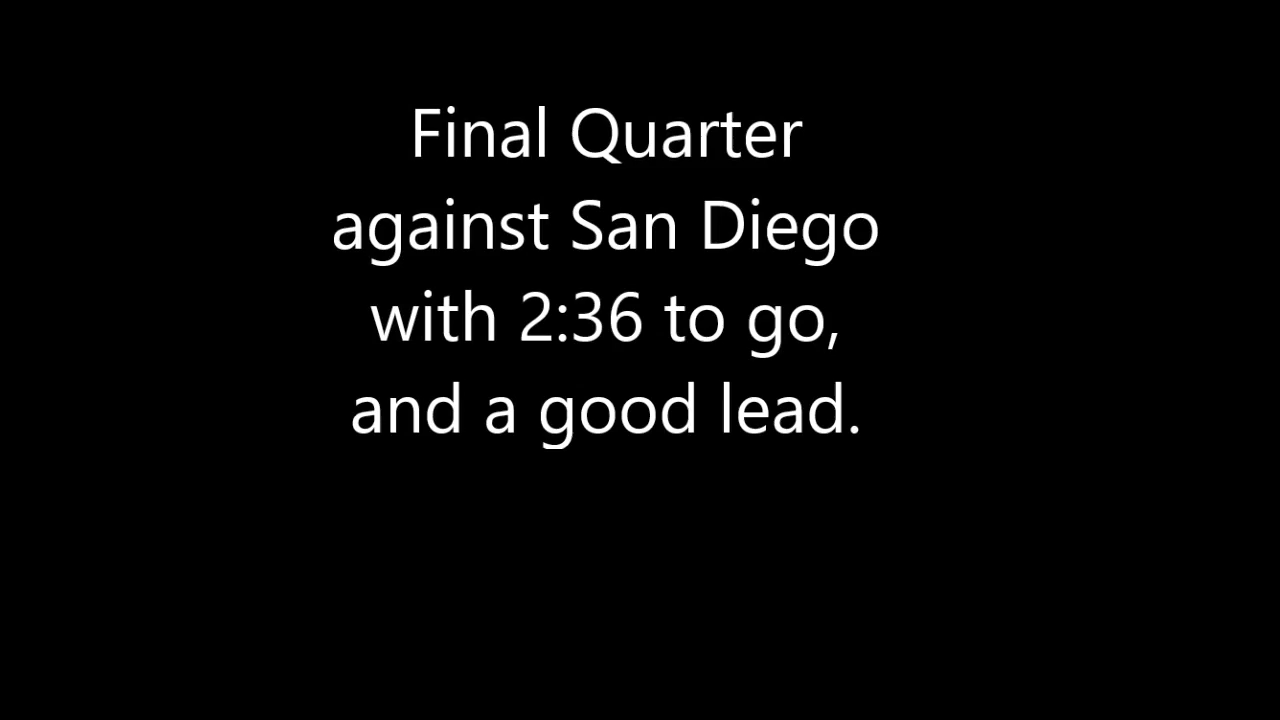 Final Quarter
against San Diego
with 2:36 to go,
and a good lead.